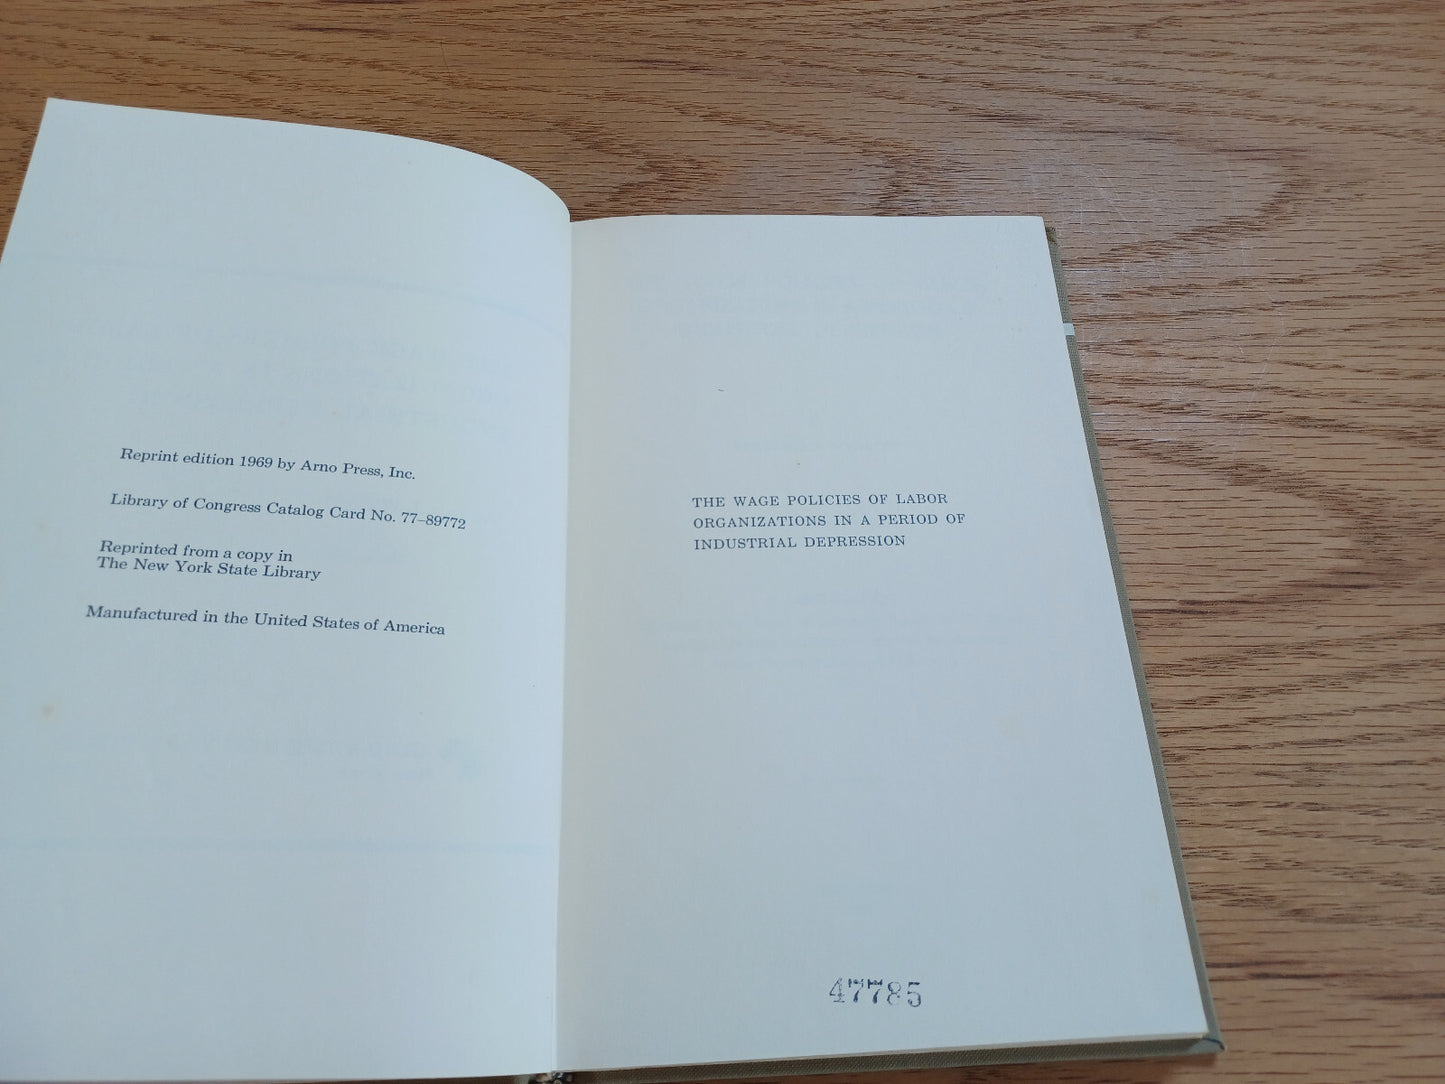 Reprint edition 1969 by Arno Press, Inc.
Library of Congress Catalog Card No. 77–89772
Reprinted from a copy in
The New York State Library
Manufactured in the United States of America
THE WAGE POLICIES OF LABOR
ORGANIZATIONS IN A PERIOD OF
INDUSTRIAL DEPRESSION
47785